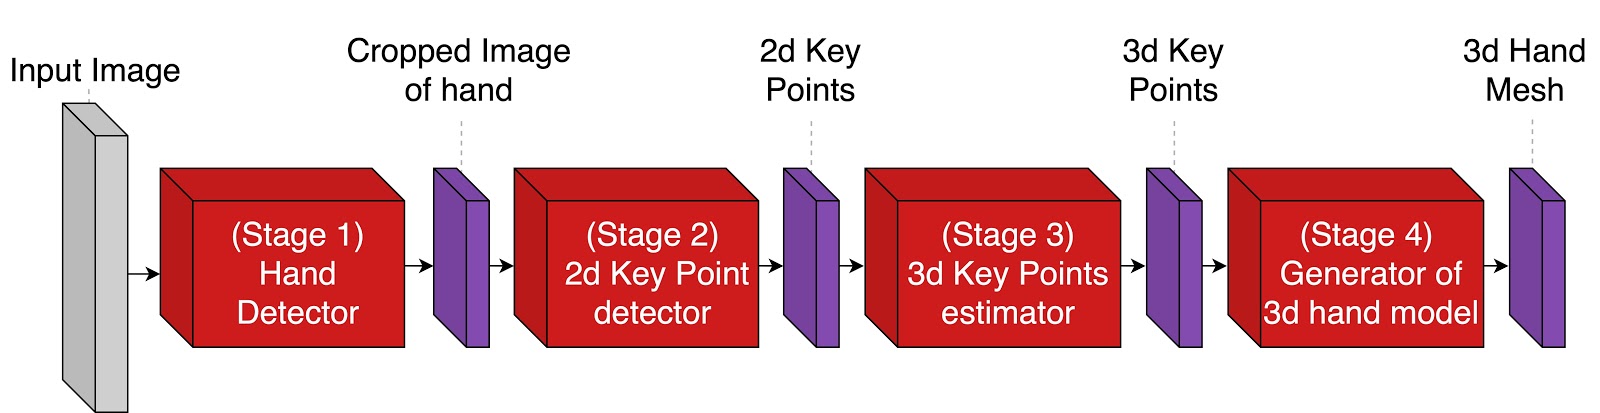 Input Image
Cropped Image
of hand
2d Key
Points
3d Key
Points
3d Hand
Mesh
(Stage 1)
Hand
Detector
(Stage 2)
2d Key Point
detector
(Stage 3)
3d Key Points
estimator
(Stage 4)
Generator of
3d hand model